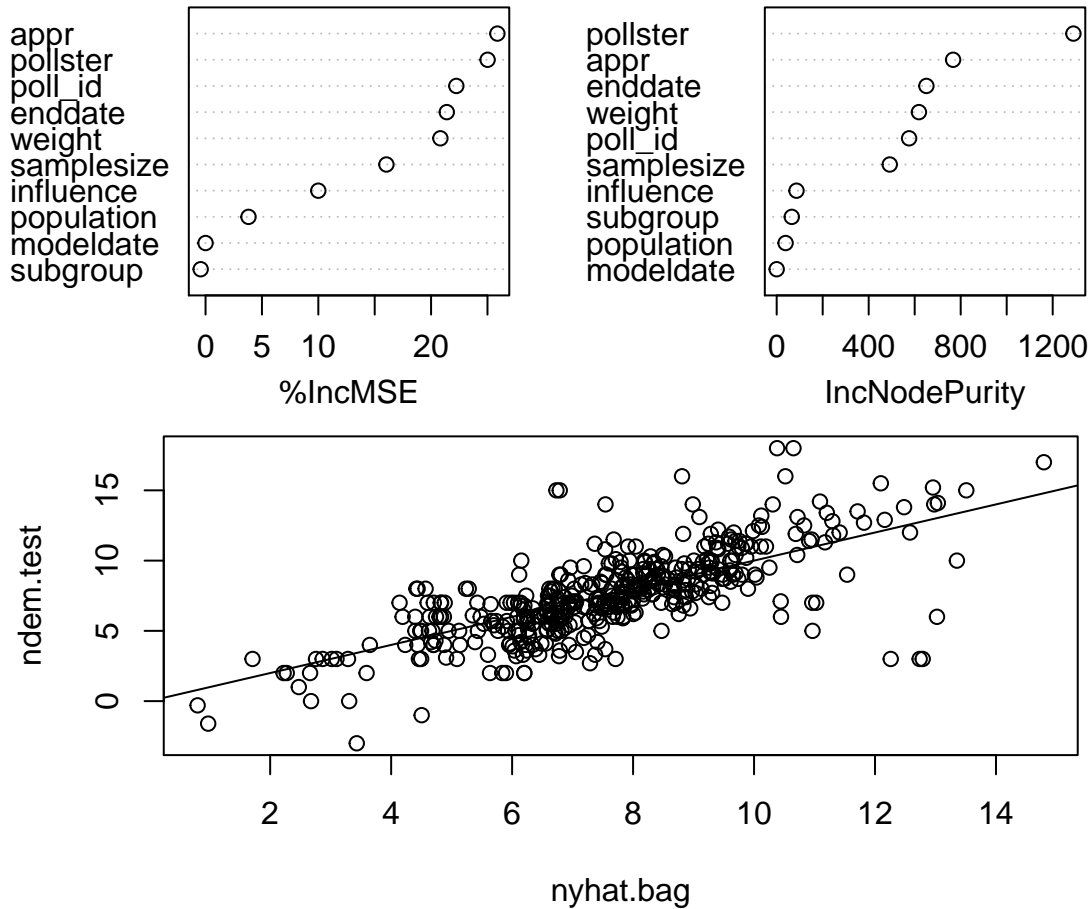 appr
pollster
poll_id
enddate
weight
samplesize
influence
population
modeldate
subgroup
0 5 10 20
%IncMSE
pollster
appr
enddate
weight
poll_id
samplesize
influence
subgroup
population
modeldate
0 400 800 1200
IncNodePurity
ndem.test
15
10
5
0
2 4 6 8 10 12 14
nyhat.bag